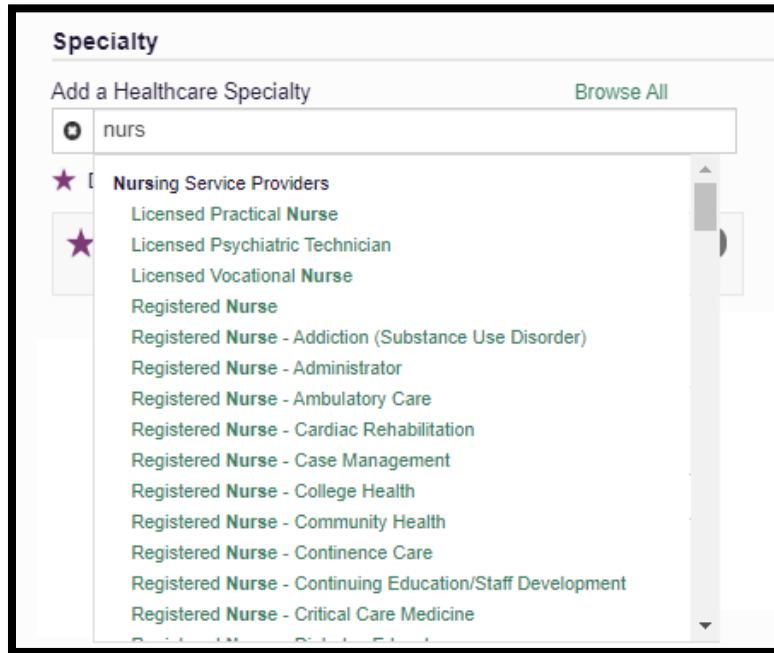 Specialty
Add a Healthcare Specialty Browse All
nurs
Nursing Service Providers
Licensed Practical Nurse
Licensed Psychiatric Technician
Licensed Vocational Nurse
Registered Nurse
Registered Nurse - Addiction (Substance Use Disorder)
Registered Nurse - Administrator
Registered Nurse - Ambulatory Care
Registered Nurse - Cardiac Rehabilitation
Registered Nurse - Case Management
Registered Nurse - College Health
Registered Nurse - Community Health
Registered Nurse - Continence Care
Registered Nurse - Continuing Education/Staff Development
Registered Nurse - Critical Care Medicine